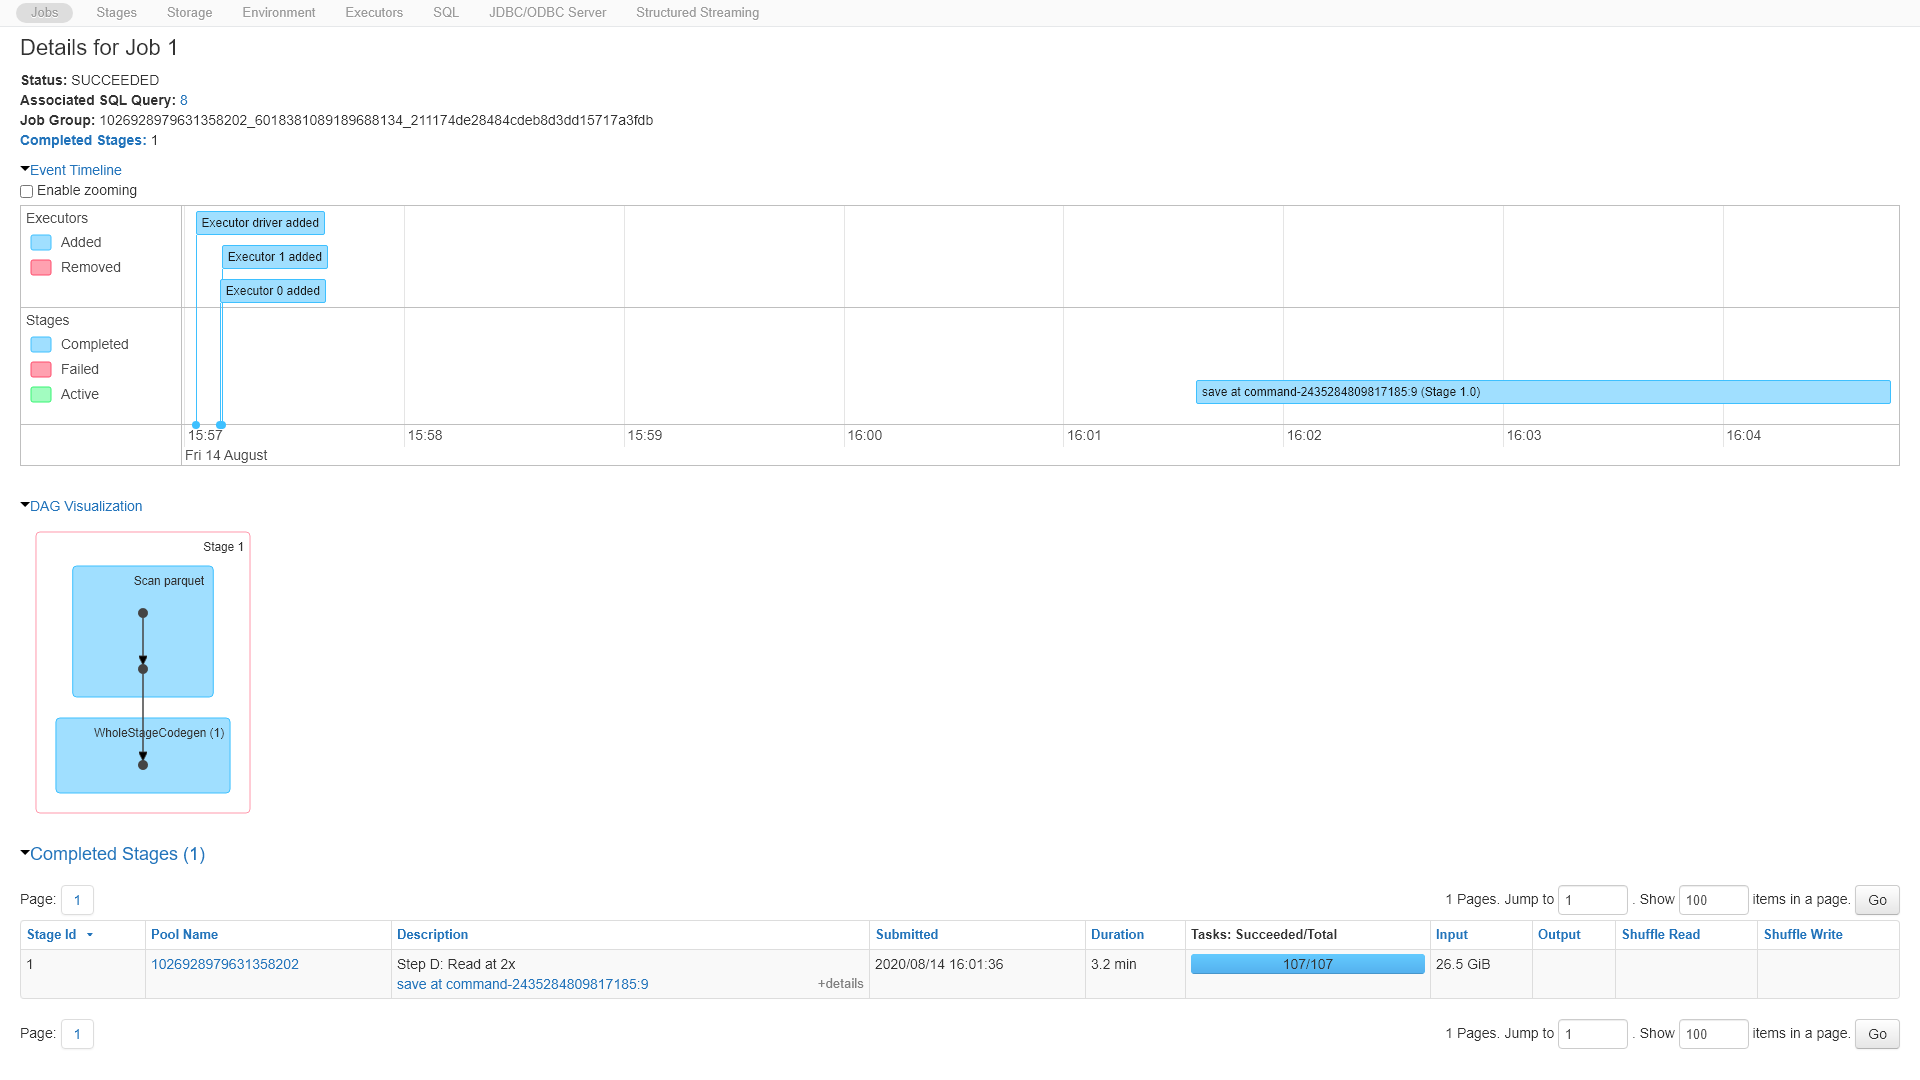 Jobs Stages Storage Environment Executors SQL JDBC/ODBC Server Structured Streaming
Details for Job 1
Status: SUCCEEDED
Associated SQL Query: 8
Job Group: 1026928979631358202_6018381089189688134_211174de28484cdeb8d3dd15717a3fdb
Completed Stages: 1
Event Timeline
Enable zooming
Executors
Added
Removed
Executor driver added
Executor 1 added
Executor 0 added
Stages
Completed
Failed
Active
save at command-2435284809817185:9 (Stage 1.0)
15:57 15:58 15:59 16:00 16:01 16:02 16:03 16:04
Fri 14 August
DAG Visualization
Stage 1
Scan parquet
WholeStageCodegen (1)
Completed Stages (1)
Page: 1 1 Pages. Jump to 1 . Show 100 items in a page. Go
Stage Id Pool Name Description Submitted Duration Tasks: Succeeded/Total Input Output Shuffle Read Shuffle Write
1 1026928979631358202 Step D: Read at 2x 2020/08/14 16:01:36 3.2 min 107/107 26.5 GiB
save at command-2435284809817185:9 +details
Page: 1 1 Pages. Jump to 1 . Show 100 items in a page. Go